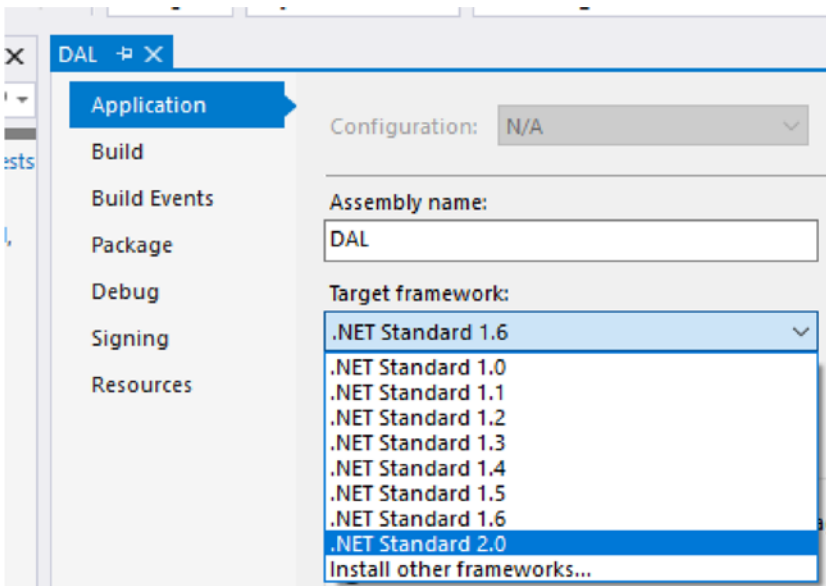 DAL
Application
Configuration: N/A
Build
ests
Build Events
Assembly name:
DAL
Package
Debug
Target framework:
Signing
.NET Standard 1.6
Resources
.NET Standard 1.0
.NET Standard 1.1
.NET Standard 1.2
.NET Standard 1.3
.NET Standard 1.4
.NET Standard 1.5
.NET Standard 1.6
.NET Standard 2.0
Install other frameworks...